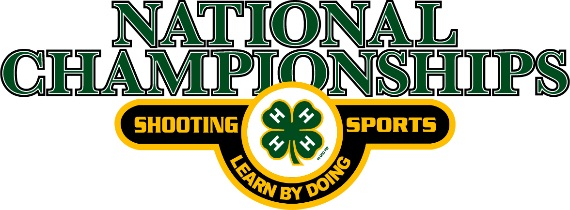 NATIONAL
CHAMPIONSHIPS
SHOOTING SPORTS
H H
H H
LEARN BY DOING